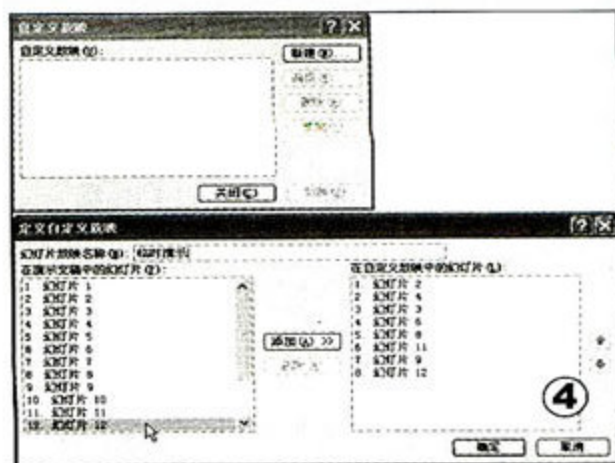 自定义放映
自定义放映(W):
新建(N)...
关闭(C)
定义自定义放映
幻灯片放映名称(N):
在演示文稿中的幻灯片(P):
在自定义放映中的幻灯片(L):
1 幻灯片 1
2 幻灯片 2
3 幻灯片 3
4 幻灯片 4
5 幻灯片 5
6 幻灯片 6
7 幻灯片 7
8 幻灯片 8
9 幻灯片 9
10 幻灯片 10
11. 幻灯片 11
12. 幻灯片 12
添加(A) >>
1 幻灯片 2
2 幻灯片 4
3 幻灯片 3
4 幻灯片 6
5 幻灯片 8
6 幻灯片 11
7 幻灯片 9
8 幻灯片 12
④
确定
取消